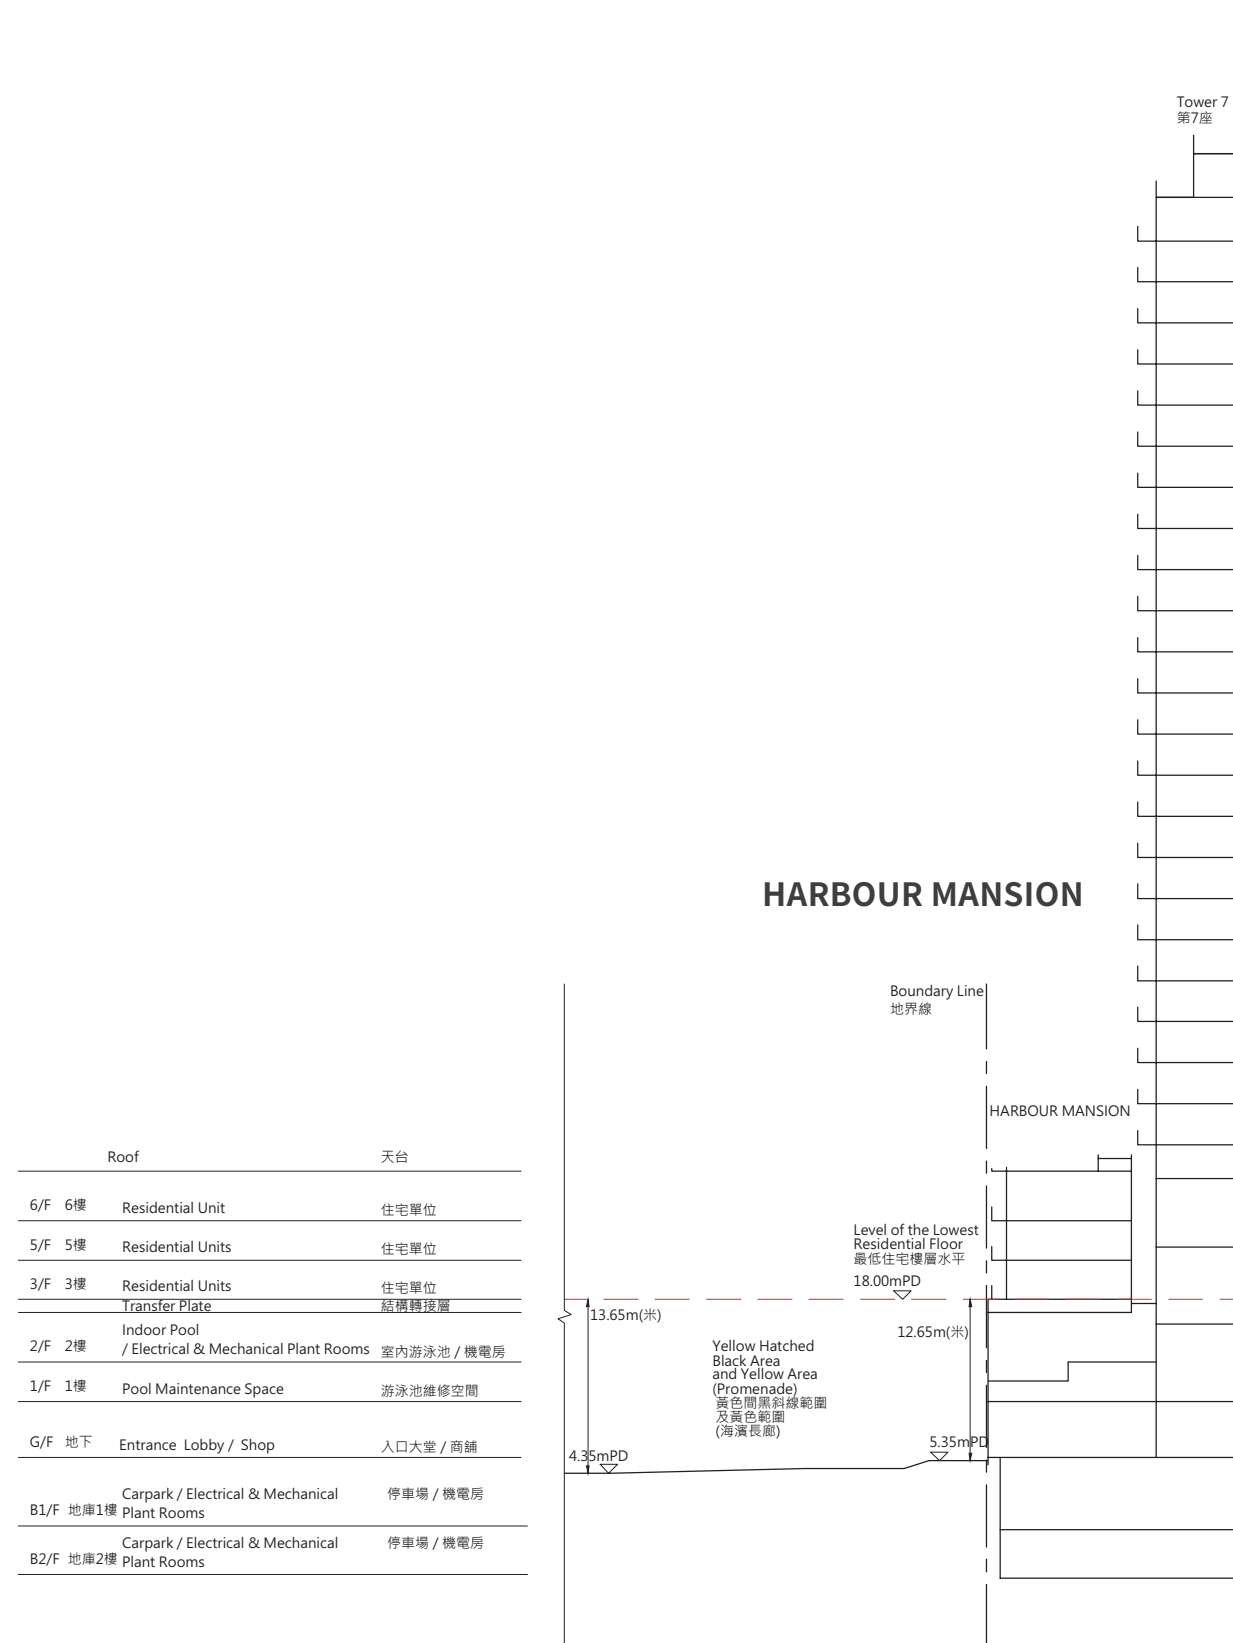 Tower 7
第7座
HARBOUR MANSION
Boundary Line
地界線
HARBOUR MANSION
Roof 天台
6/F 6樓 Residential Unit 住宅單位
5/F 5樓 Residential Units 住宅單位
3/F 3樓 Residential Units 住宅單位
Transfer Plate 結構轉接層
Indoor Pool
2/F 2樓 / Electrical & Mechanical Plant Rooms 室內游泳池 / 機電房
1/F 1樓 Pool Maintenance Space 游泳池維修空間
G/F 地下 Entrance Lobby / Shop 入口大堂 / 商舖
Carpark / Electrical & Mechanical 停車場 / 機電房
B1/F 地庫1樓 Plant Rooms
Carpark / Electrical & Mechanical 停車場 / 機電房
B2/F 地庫2樓 Plant Rooms
Level of the Lowest
Residential Floor
最低住宅樓層水平
18.00mPD
13.65m(米)
12.65m(米)
Yellow Hatched
Black Area
and Yellow Area
(Promenade)
黃色間黑斜線範圍
及黃色範圍
(海濱長廊)
4.35mPD
5.35mPD